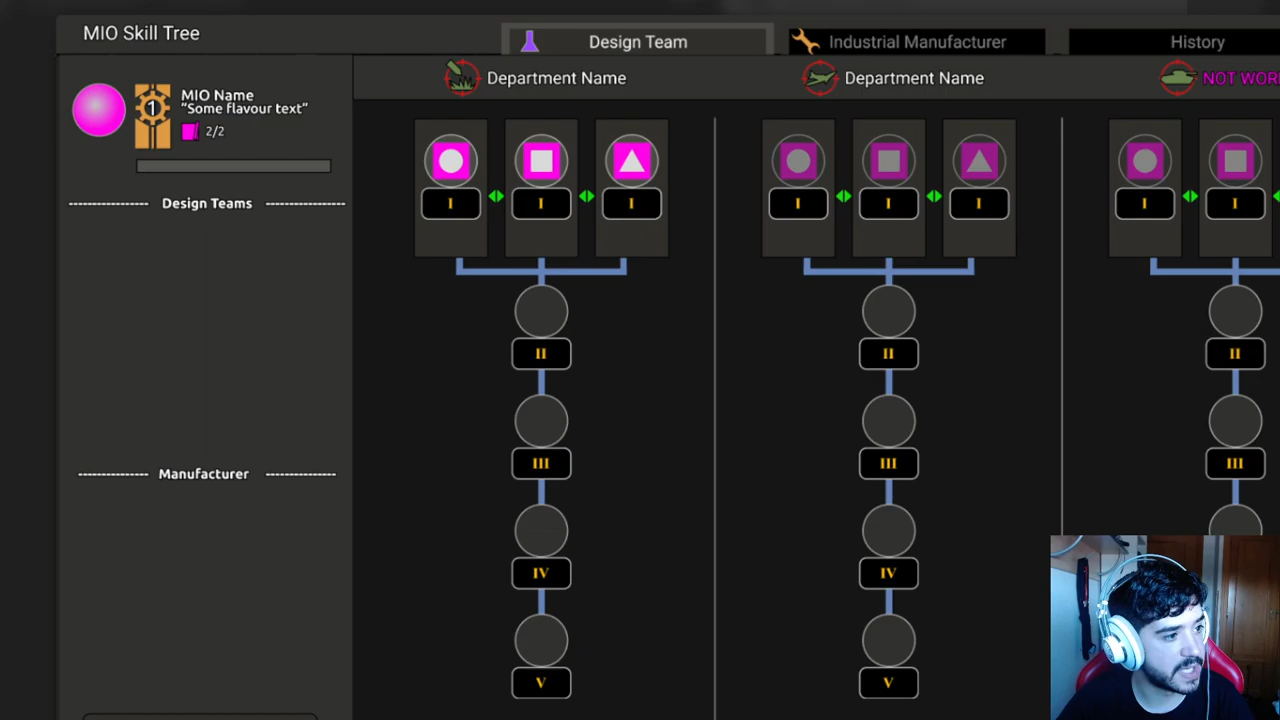 MIO Skill Tree
Design Team
Industrial Manufacturer
History
Department Name
Department Name
NOT WOR
1
MIO Name
"Some flavour text"
2/2
I I I
I I I
I I
Design Teams
II II II
III III III
Manufacturer
IV IV
V V